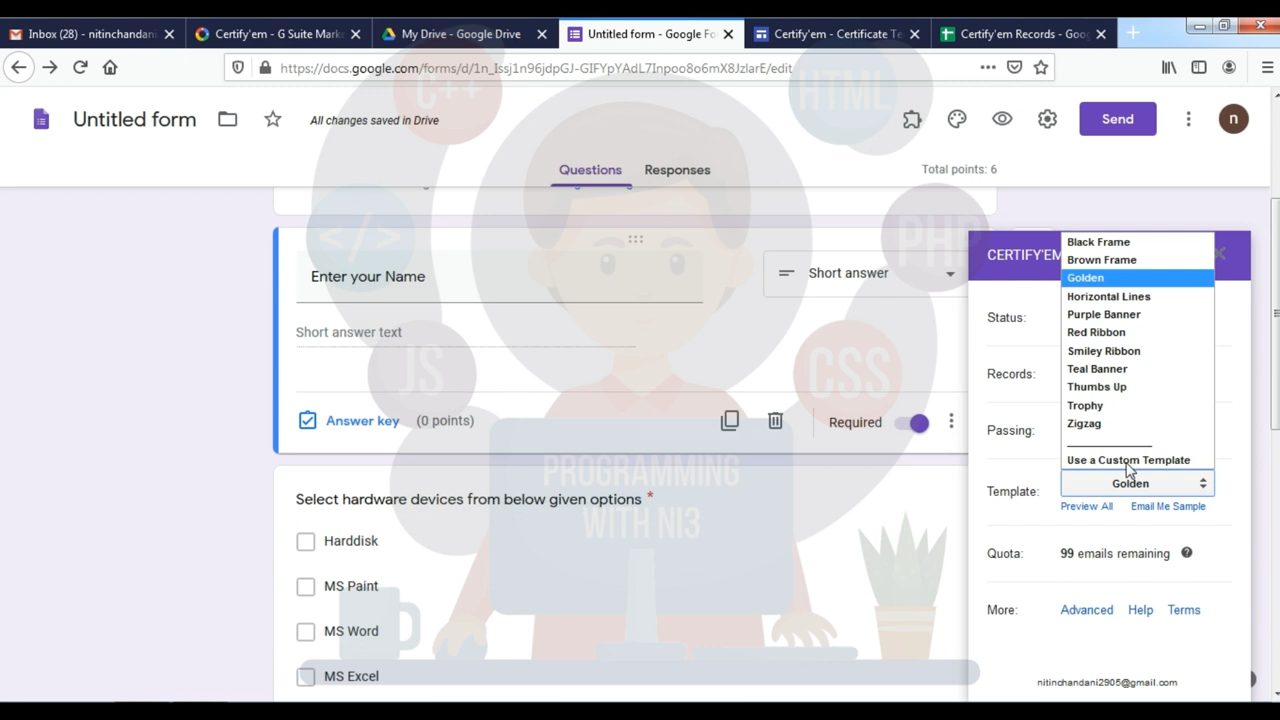 Inbox (28) - nitinchandani
Certify'em - G Suite Mark
My Drive - Google Drive
Untitled form - Google Fo
Certify'em - Certificate Te
Certify'em Records - Goog
https://docs.google.com/forms/d/1n_Issj1n96jdpGJ-GIFYpYAdL7Inpoo8o6mX8JzlarE/edit
Untitled form
All changes saved in Drive
Send
n
Questions
Responses
Total points: 6
Enter your Name
Short answer
Short answer text
Answer key
(0 points)
Required
Select hardware devices from below given options *
Harddisk
MS Paint
MS Word
MS Excel
CERTIFY'EM
Status:
Records:
Passing:
Template:
Black Frame
Brown Frame
Golden
Horizontal Lines
Purple Banner
Red Ribbon
Smiley Ribbon
Teal Banner
Thumbs Up
Trophy
Zigzag
Use a Custom Template
Golden
Preview All
Email Me Sample
Quota:
99 emails remaining
More:
Advanced
Help
Terms
nitinchandani2905@gmail.com
C++
HTML
</>
PHP
JS
CSS
PROGRAMMING
WITH NI3